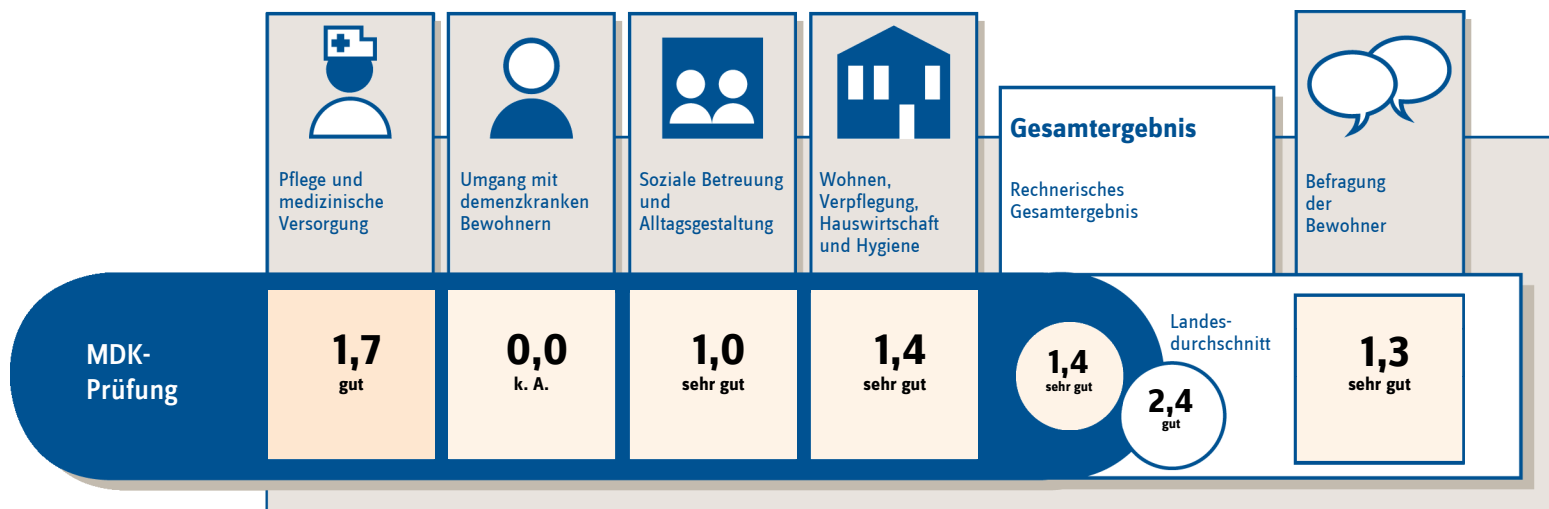 Pflege und
medizinische
Versorgung
Umgang mit
demenzkranken
Bewohnern
Soziale Betreuung
und
Alltagsgestaltung
Wohnen,
Verpflegung,
Hauswirtschaft
und Hygiene
Gesamtergebnis
Rechnerisches
Gesamtergebnis
Befragung
der
Bewohner
MDK-
Prüfung
1,7
gut
0,0
k. A.
1,0
sehr gut
1,4
sehr gut
1,4
sehr gut
Landes-
durchschnitt
2,4
gut
1,3
sehr gut